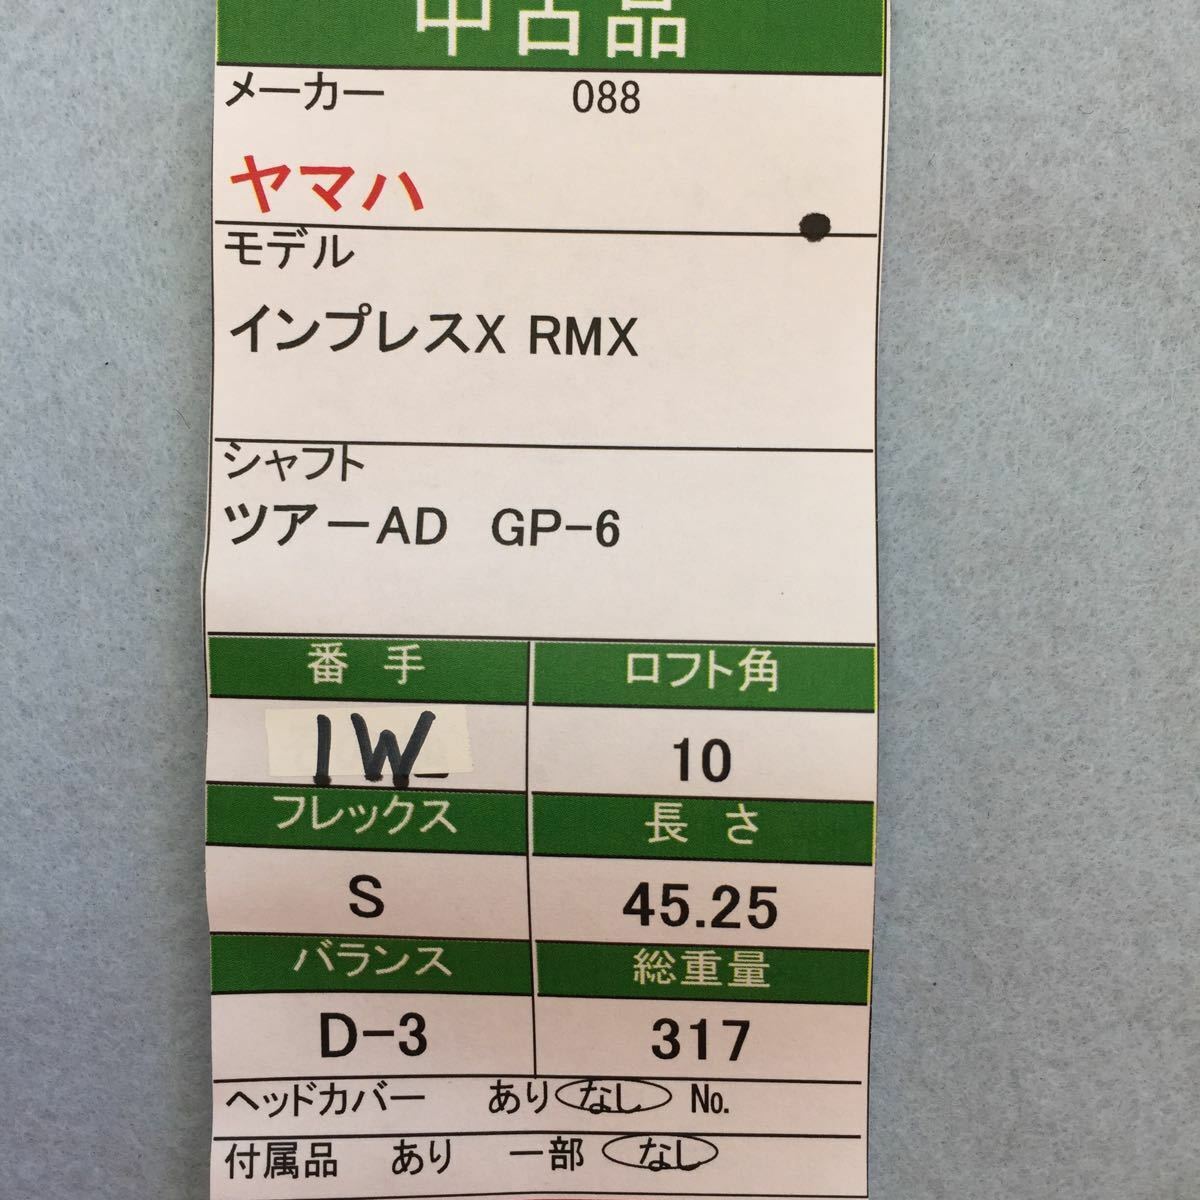 中古品
メーカー 088
ヤマハ
モデル
インプレスX RMX
シャフト
ツアーAD GP-6
番手 ロフト角
1W 10
フレックス 長さ
S 45.25
バランス 総重量
D-3 317
ヘッドカバー あり なし No.
付属品 あり 一部 なし